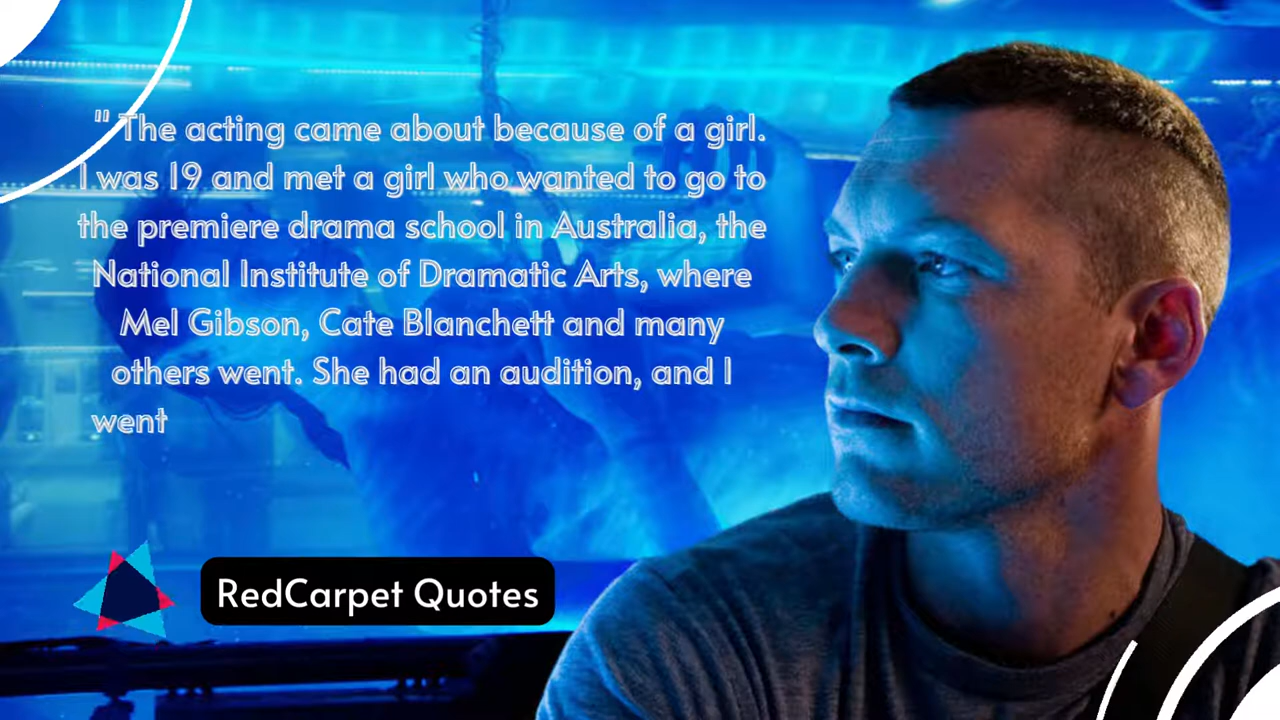 " The acting came about because of a girl.
I was 19 and met a girl who wanted to go to
the premiere drama school in Australia, the
National Institute of Dramatic Arts, where
Mel Gibson, Cate Blanchett and many
others went. She had an audition, and I
went
RedCarpet Quotes